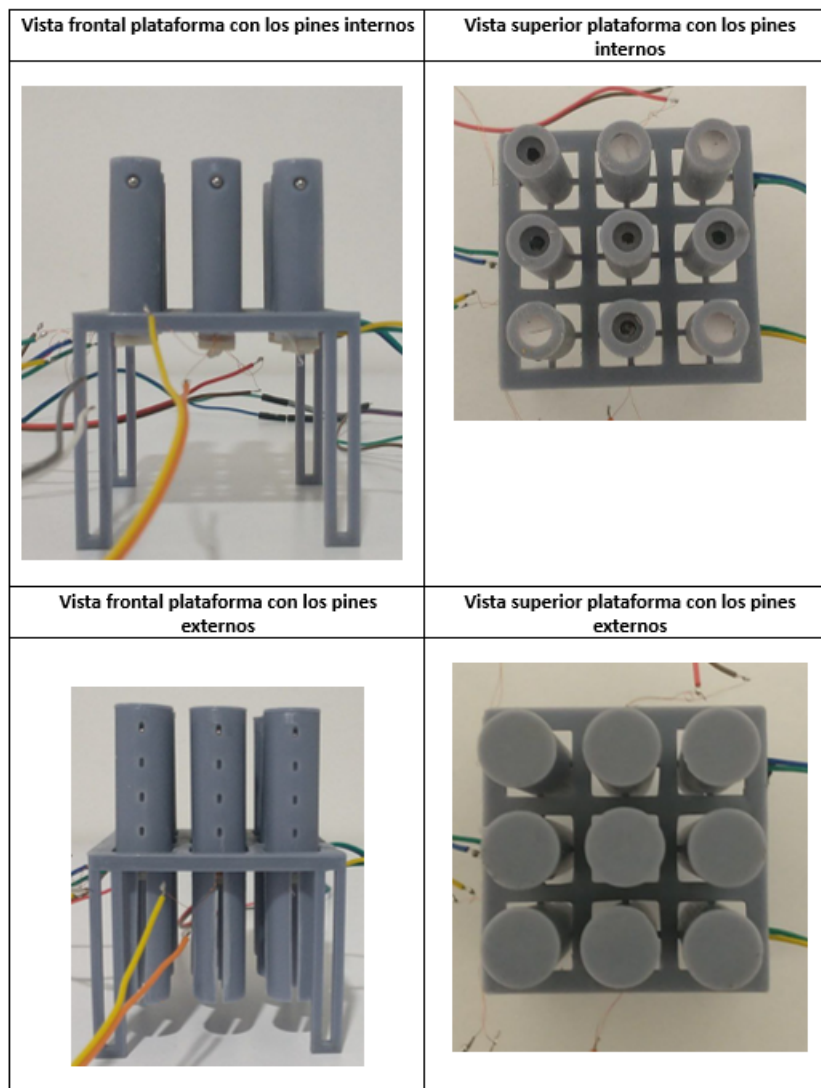 Vista frontal plataforma con los pines internos
Vista superior plataforma con los pines
internos
Vista frontal plataforma con los pines
externos
Vista superior plataforma con los pines
externos